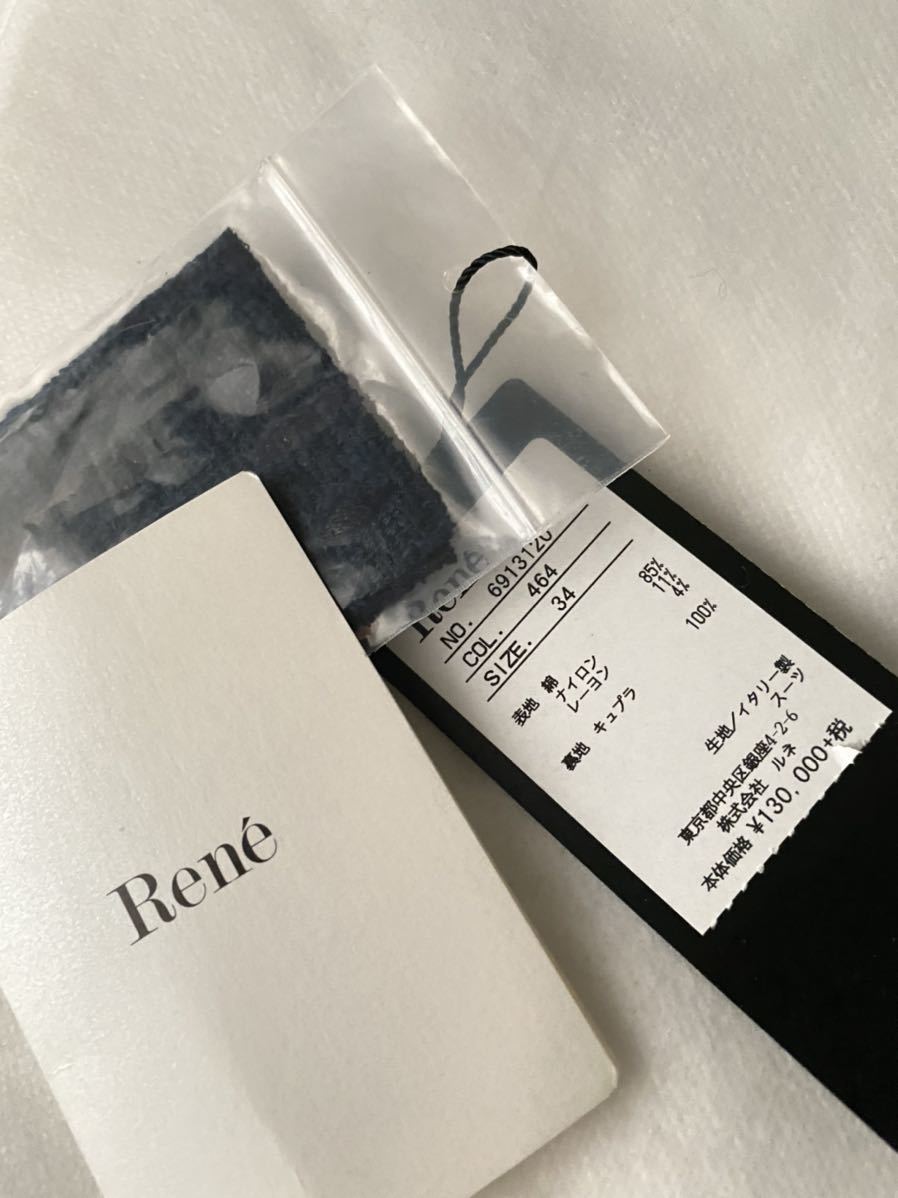 René
René
NO. 6913120
COL. 464
SIZE. 34
表地 綿 85%
ナイロン 11%
レーヨン 4%
裏地 キュプラ 100%
生地/イタリー製
スーツ
東京都中央区銀座4-2-6
株式会社 ルネ
本体価格 ¥130,000+税